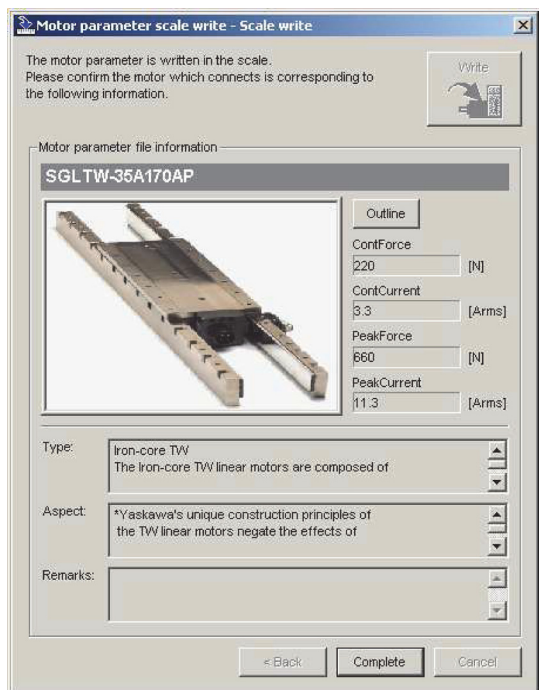 Motor parameter scale write - Scale write
The motor parameter is written in the scale.
Please confirm the motor which connects is corresponding to
the following information.
Write
Motor parameter file information
SGLTW-35A170AP
Outline
ContForce
220 [N]
ContCurrent
3.3 [Arms]
PeakForce
660 [N]
PeakCurrent
11.3 [Arms]
Type:
Iron-core TW
The Iron-core TW linear motors are composed of
Aspect:
*Yaskawa's unique construction principles of
the TW linear motors negate the effects of
Remarks:
< Back Complete Cancel